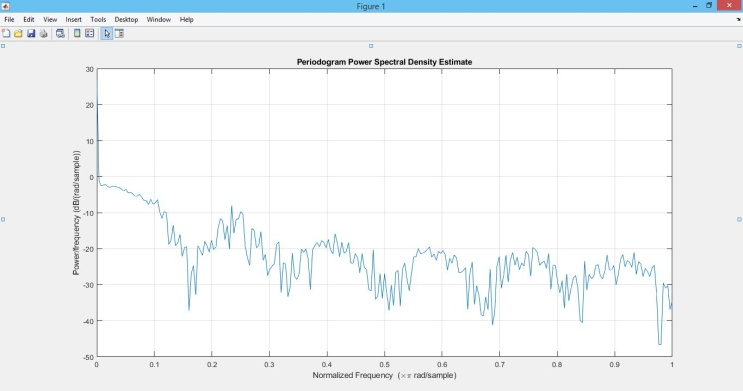 Figure 1
File Edit View Insert Tools Desktop Window Help
Periodogram Power Spectral Density Estimate
30
20
10
0
-10
-20
-30
-40
-50
Power/frequency (dB/(rad/sample))
0 0.1 0.2 0.3 0.4 0.5 0.6 0.7 0.8 0.9 1
Normalized Frequency (×π rad/sample)